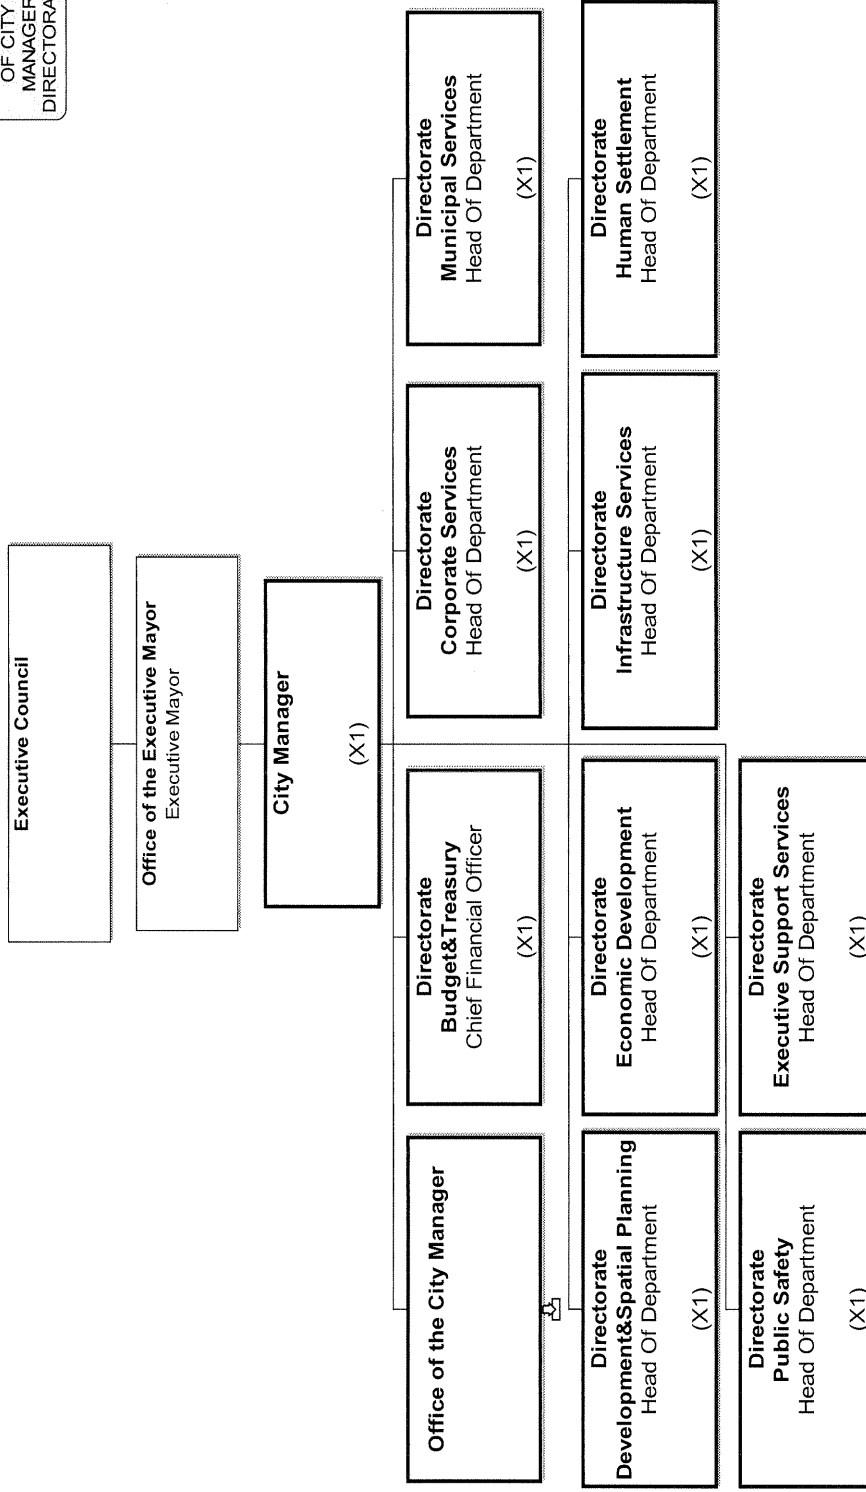 OF CITY
MANAGER
Executive Council
Office of the Executive Mayor
Executive Mayor
City Manager
(X1)
Office of the City Manager
Directorate
Budget&Treasury
Chief Financial Officer
(X1)
Directorate
Corporate Services
Head Of Department
(X1)
Directorate
Municipal Services
Head Of Department
(X1)
Directorate
Development&Spatial Planning
Head Of Department
(X1)
Directorate
Economic Development
Head Of Department
(X1)
Directorate
Infrastructure Services
Head Of Department
(X1)
Directorate
Human Settlement
Head Of Department
(X1)
Directorate
Public Safety
Head Of Department
(X1)
Directorate
Executive Support Services
Head Of Department
(X1)